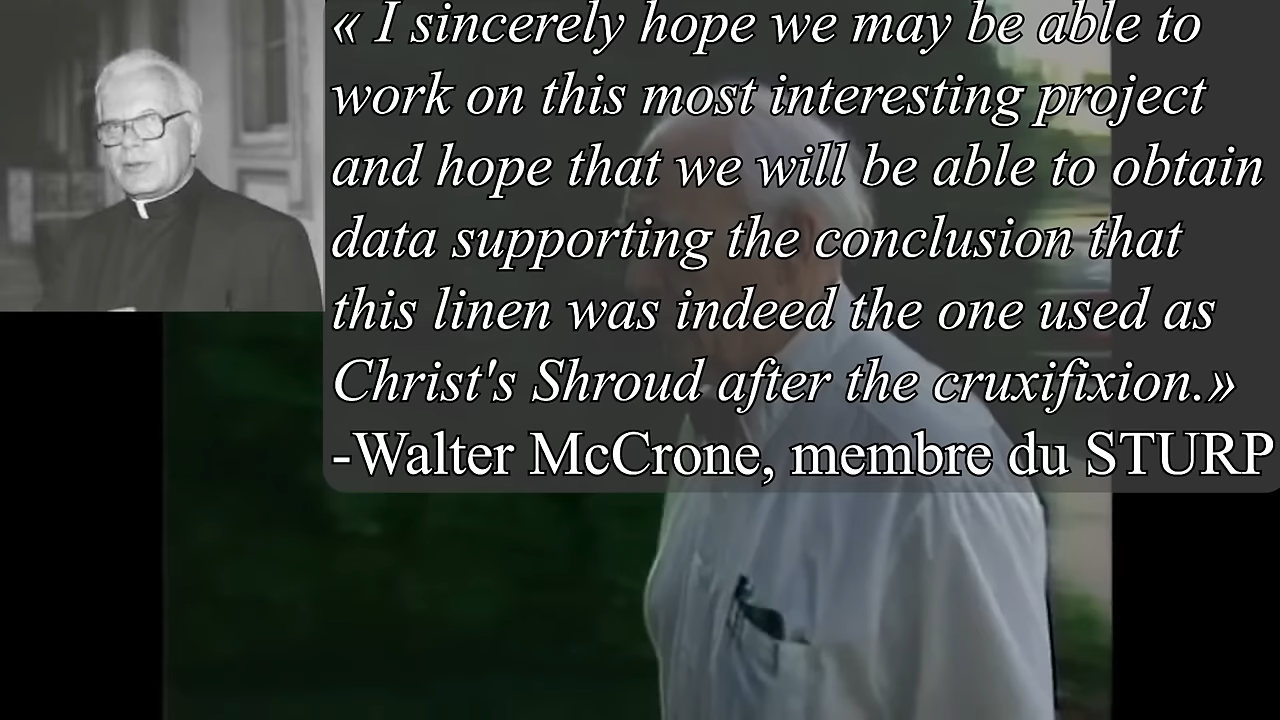 « I sincerely hope we may be able to
work on this most interesting project
and hope that we will be able to obtain
data supporting the conclusion that
this linen was indeed the one used as
Christ's Shroud after the cruxifixion.»
-Walter McCrone, membre du STURP